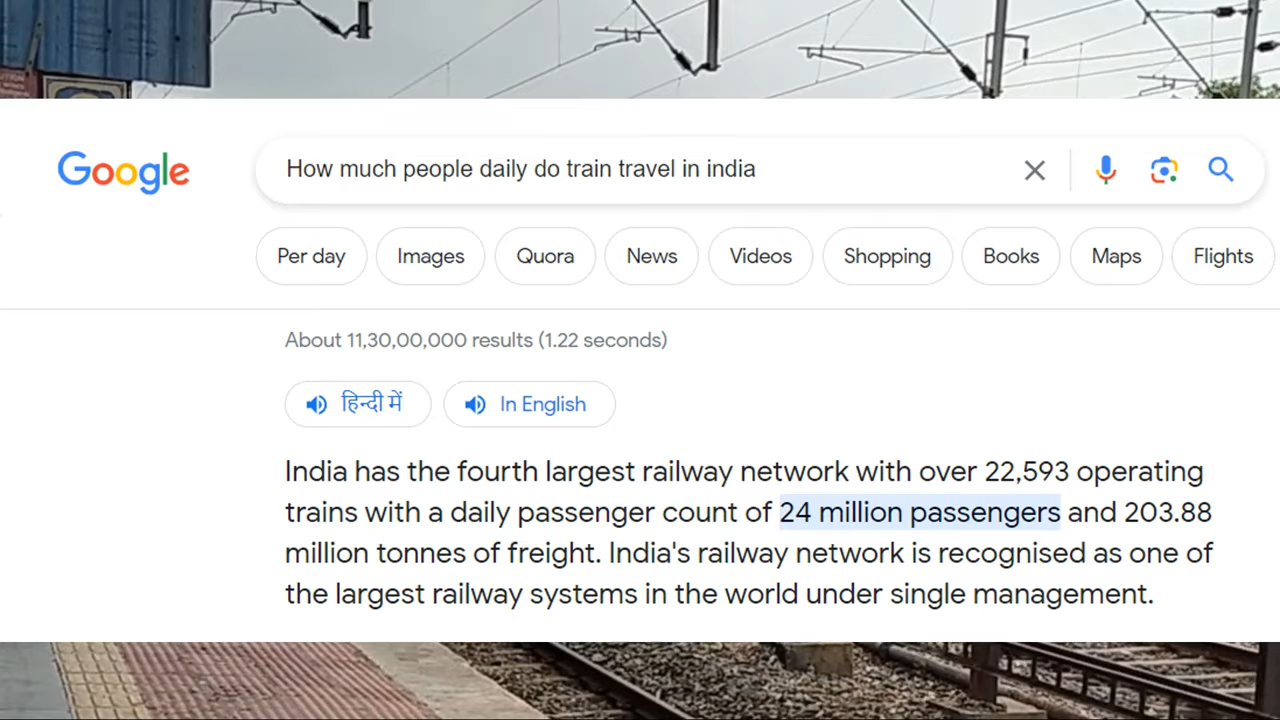 Google
How much people daily do train travel in india
Per day Images Quora News Videos Shopping Books Maps Flights
About 11,30,00,000 results (1.22 seconds)
हिन्दी में In English
India has the fourth largest railway network with over 22,593 operating
trains with a daily passenger count of 24 million passengers and 203.88
million tonnes of freight. India's railway network is recognised as one of
the largest railway systems in the world under single management.